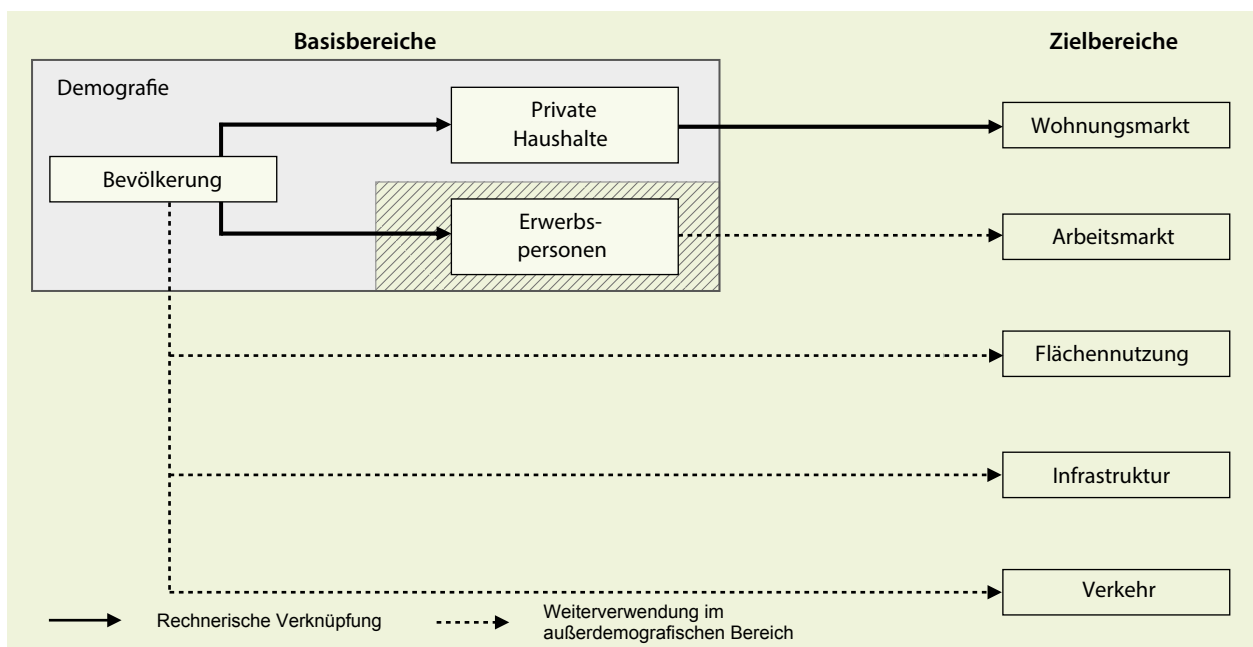 Basisbereiche
Zielbereiche
Demografie
Private
Haushalte
Wohnungsmarkt
Bevölkerung
Erwerbs-
personen
Arbeitsmarkt
Flächennutzung
Infrastruktur
Verkehr
Rechnerische Verknüpfung
Weiterverwendung im
außerdemografischen Bereich